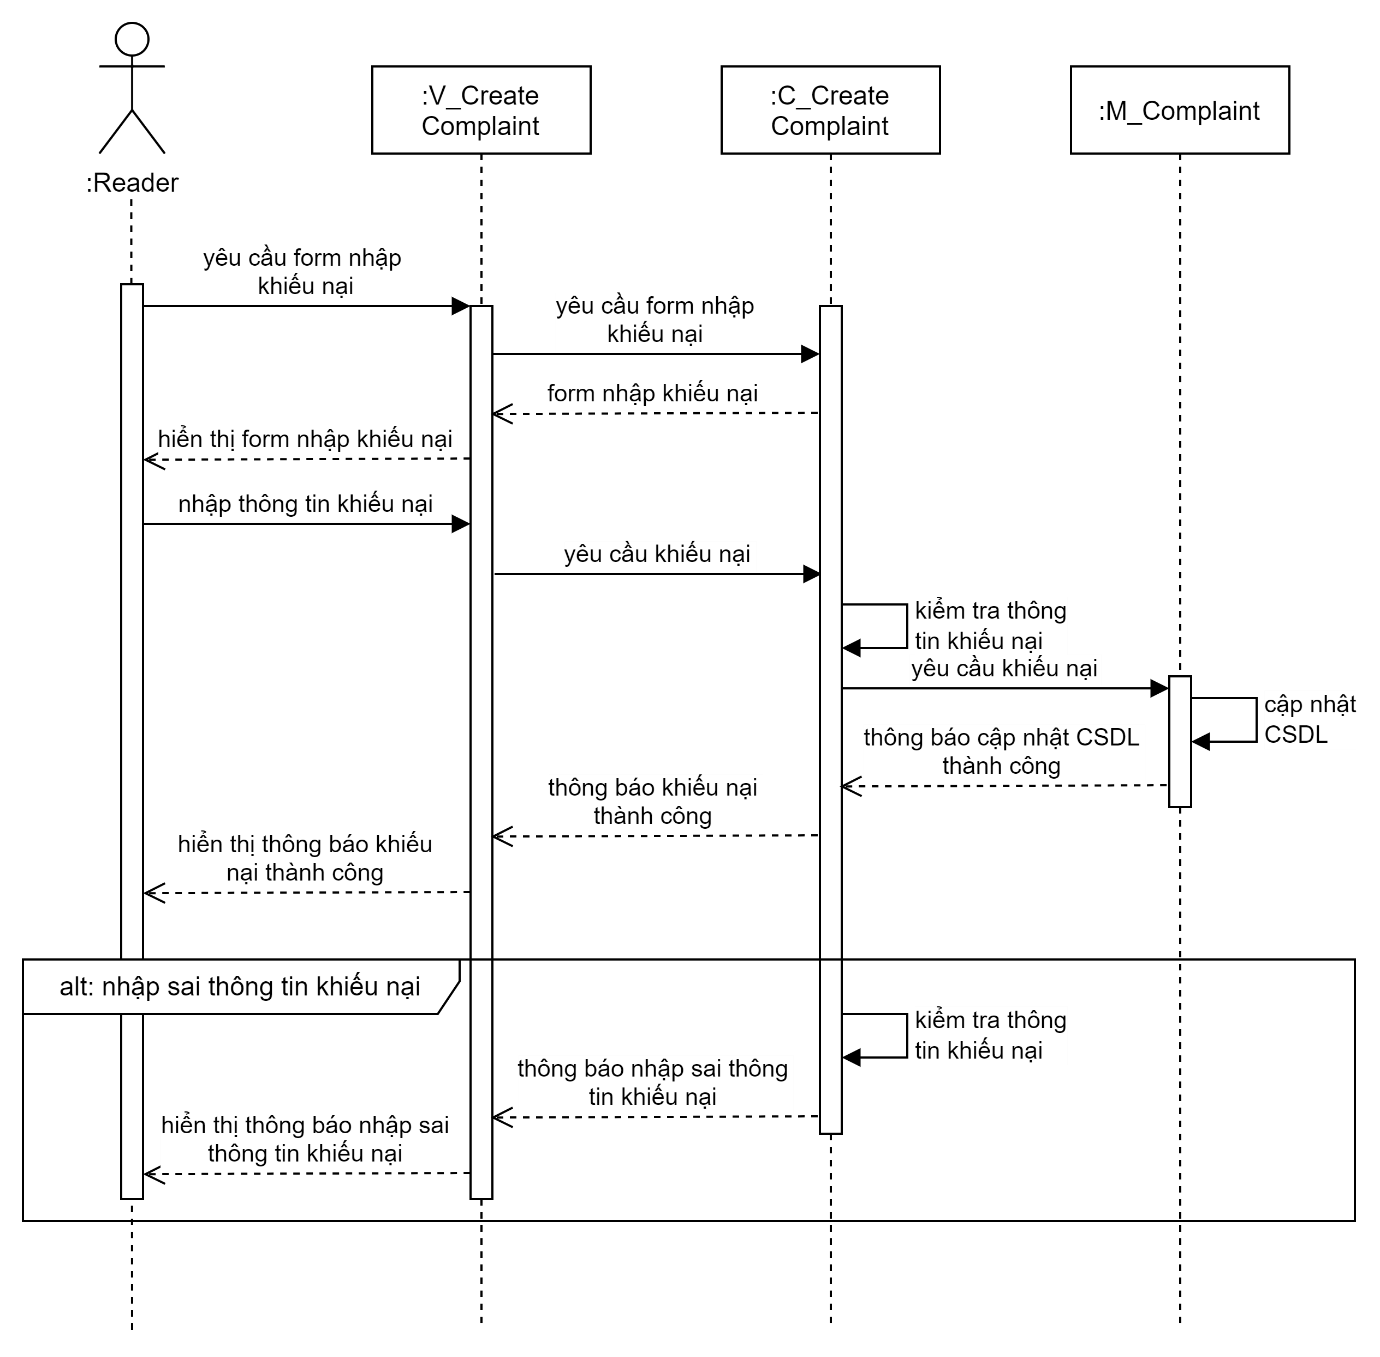 :Reader
:V_Create
Complaint
:C_Create
Complaint
:M_Complaint
yêu cầu form nhập
khiếu nại
yêu cầu form nhập
khiếu nại
form nhập khiếu nại
hiển thị form nhập khiếu nại
nhập thông tin khiếu nại
yêu cầu khiếu nại
kiểm tra thông
tin khiếu nại
yêu cầu khiếu nại
cập nhật
CSDL
thông báo cập nhật CSDL
thành công
thông báo khiếu nại
thành công
hiển thị thông báo khiếu
nại thành công
alt: nhập sai thông tin khiếu nại
kiểm tra thông
tin khiếu nại
thông báo nhập sai thông
tin khiếu nại
hiển thị thông báo nhập sai
thông tin khiếu nại